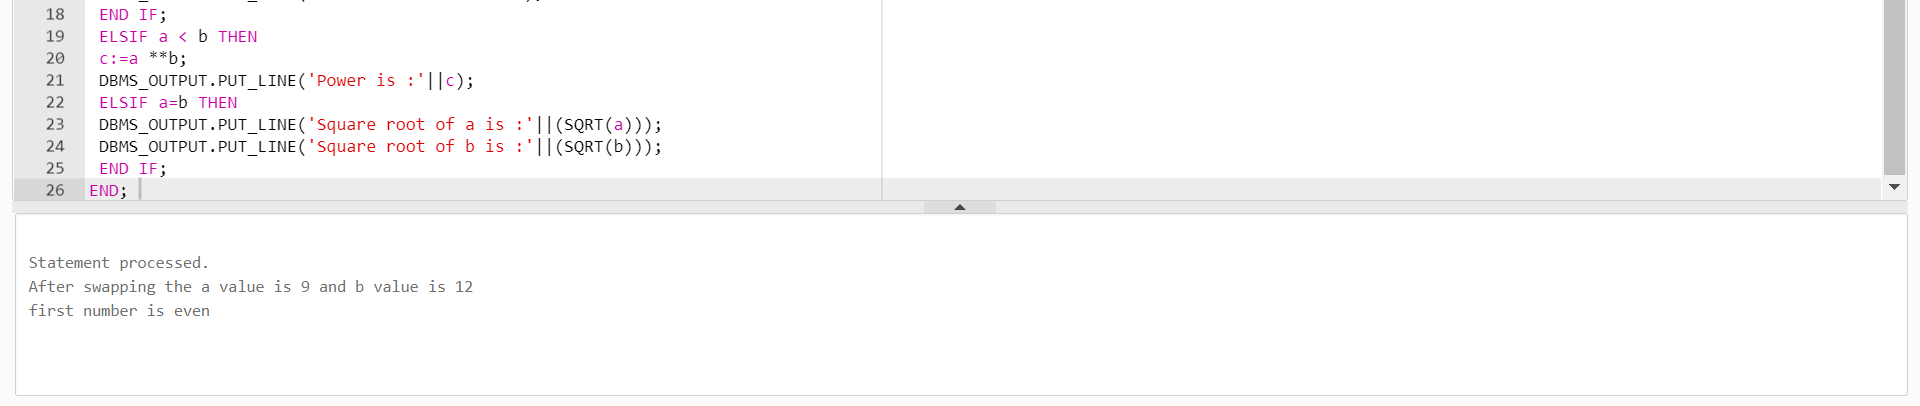 18 END IF;
19 ELSIF a < b THEN
20 c:=a **b;
21 DBMS_OUTPUT.PUT_LINE('Power is :'||c);
22 ELSIF a=b THEN
23 DBMS_OUTPUT.PUT_LINE('Square root of a is :'||(SQRT(a)));
24 DBMS_OUTPUT.PUT_LINE('Square root of b is :'||(SQRT(b)));
25 END IF;
26 END;
Statement processed.
After swapping the a value is 9 and b value is 12
first number is even